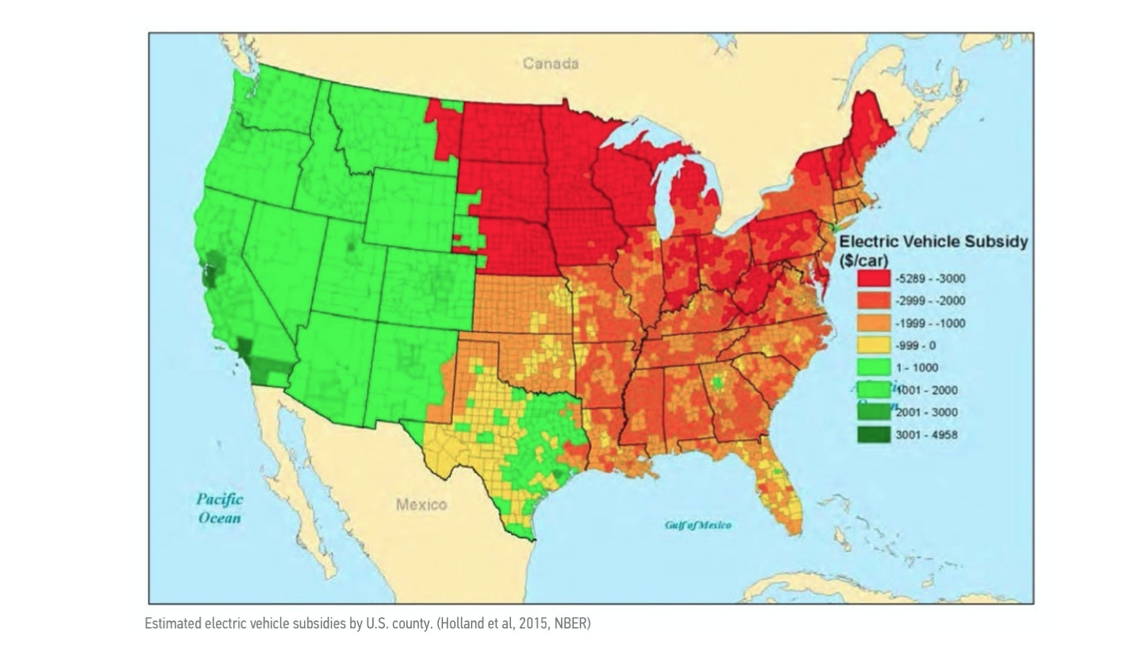 Canada
Electric Vehicle Subsidy
($/car)
-5289 - -3000
-2999 - -2000
-1999 - -1000
-999 - 0
1 - 1000
1001 - 2000
2001 - 3000
3001 - 4958
Pacific
Ocean
Mexico
Gulf of Mexico
Estimated electric vehicle subsidies by U.S. county. (Holland et al, 2015, NBER)